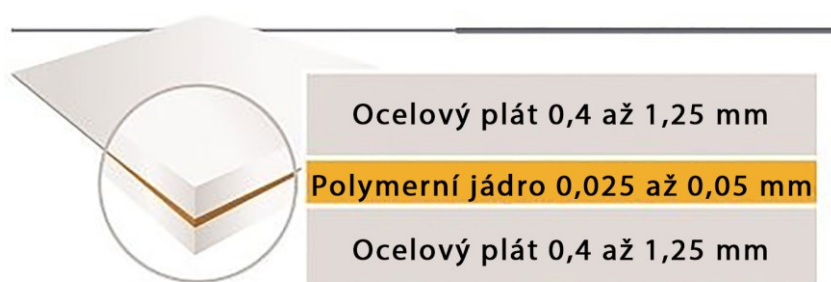 Ocelový plát 0,4 až 1,25 mm
Polymerní jádro 0,025 až 0,05 mm
Ocelový plát 0,4 až 1,25 mm